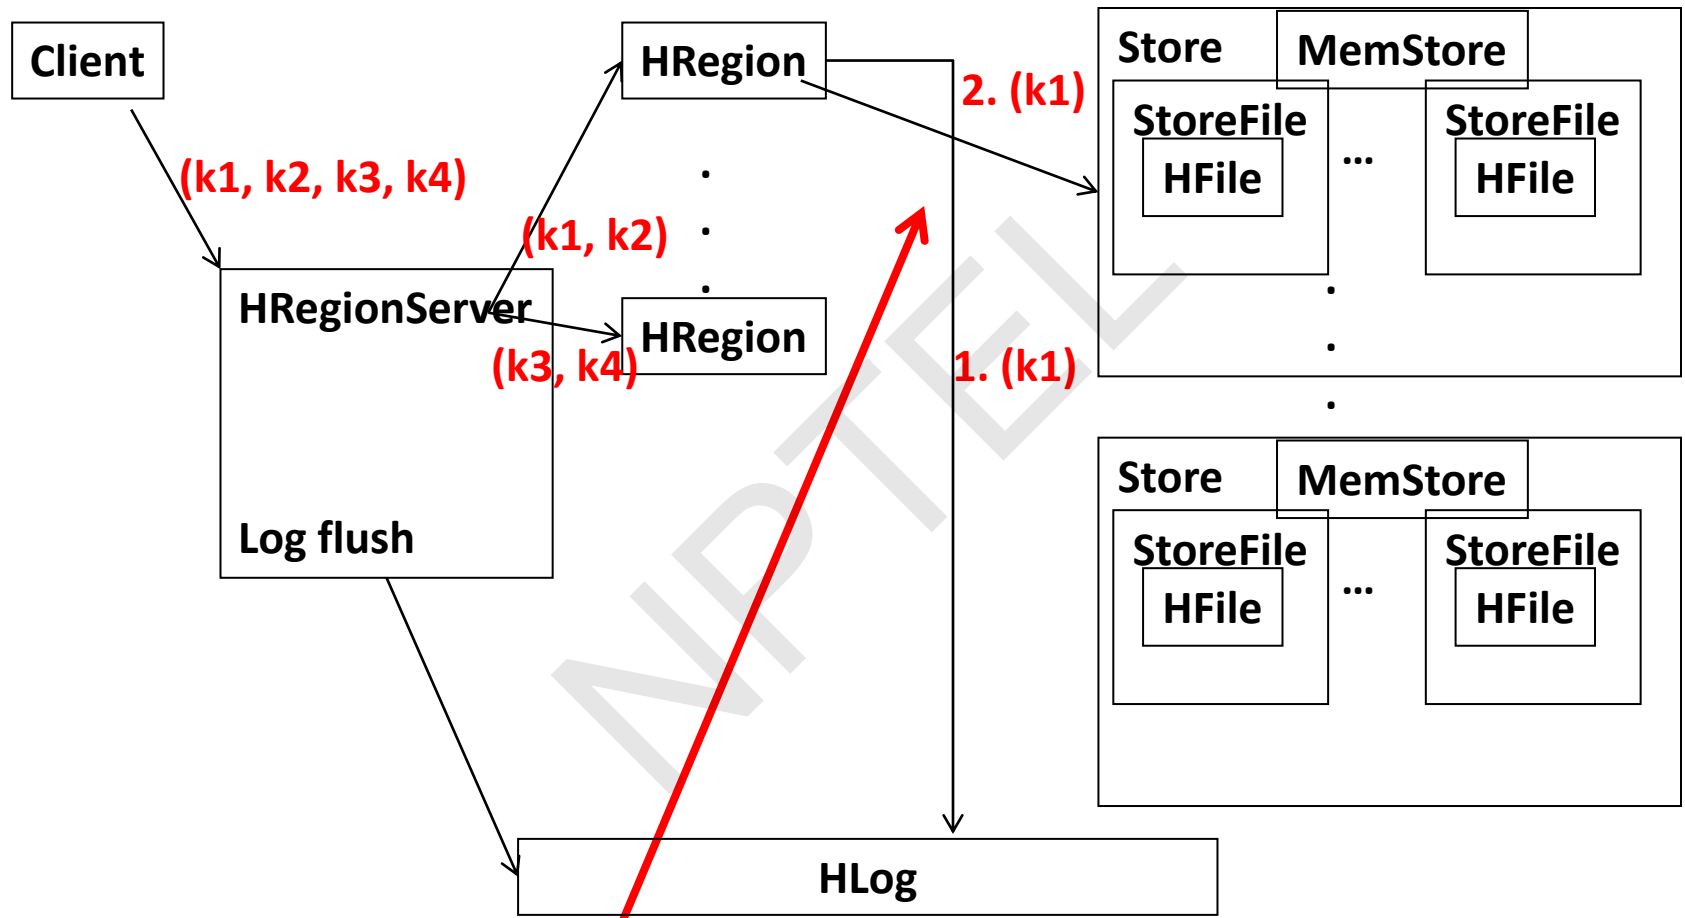 Client
HRegion
2. (k1)
Store
MemStore
StoreFile
HFile
...
StoreFile
HFile
(k1, k2, k3, k4)
(k1, k2)
.
.
.
HRegionServer
HRegion
(k3, k4)
1. (k1)
.
.
.
Log flush
Store
MemStore
StoreFile
HFile
...
StoreFile
HFile
HLog
NPTEL